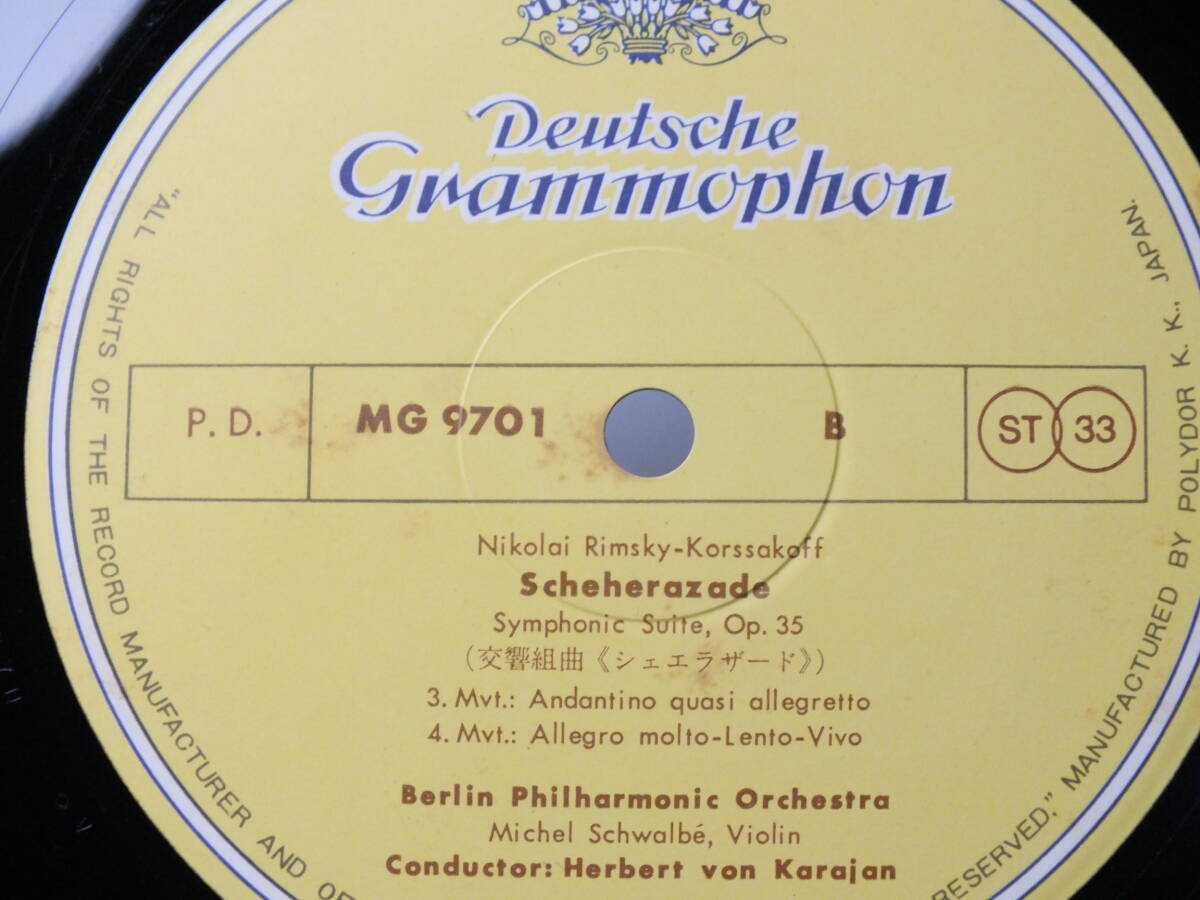 Deutsche
Grammophon
P. D.
MG 9701
B
ST 33
Nikolai Rimsky-Korssakoff
Scheherazade
Symphonic Suite, Op. 35
(交響組曲《シェエラザード》)
3. Mvt.: Andantino quasi allegretto
4. Mvt.: Allegro molto-Lento-Vivo
Berlin Philharmonic Orchestra
Michel Schwalbé, Violin
Conductor: Herbert von Karajan
"ALL RIGHTS OF THE RECORD MANUFACTURER AND OF
RESERVED." MANUFACTURED BY POLYDOR K. K., JAPAN.